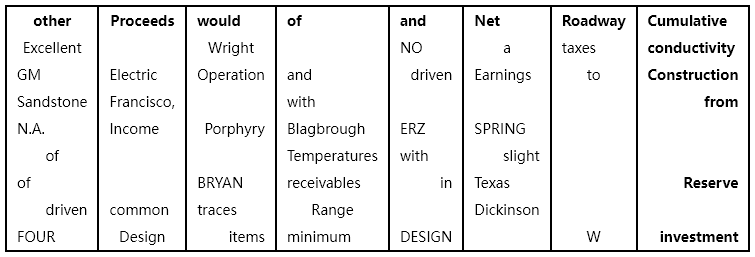 other Proceeds would of and Net Roadway Cumulative
Excellent Wright NO a taxes conductivity
GM Electric Operation and driven Earnings to Construction
Sandstone Francisco, with from
N.A. Income Porphyry Blagbrough ERZ SPRING
of Temperatures with slight
of BRYAN receivables in Texas Reserve
driven common traces Range Dickinson
FOUR Design items minimum DESIGN W investment